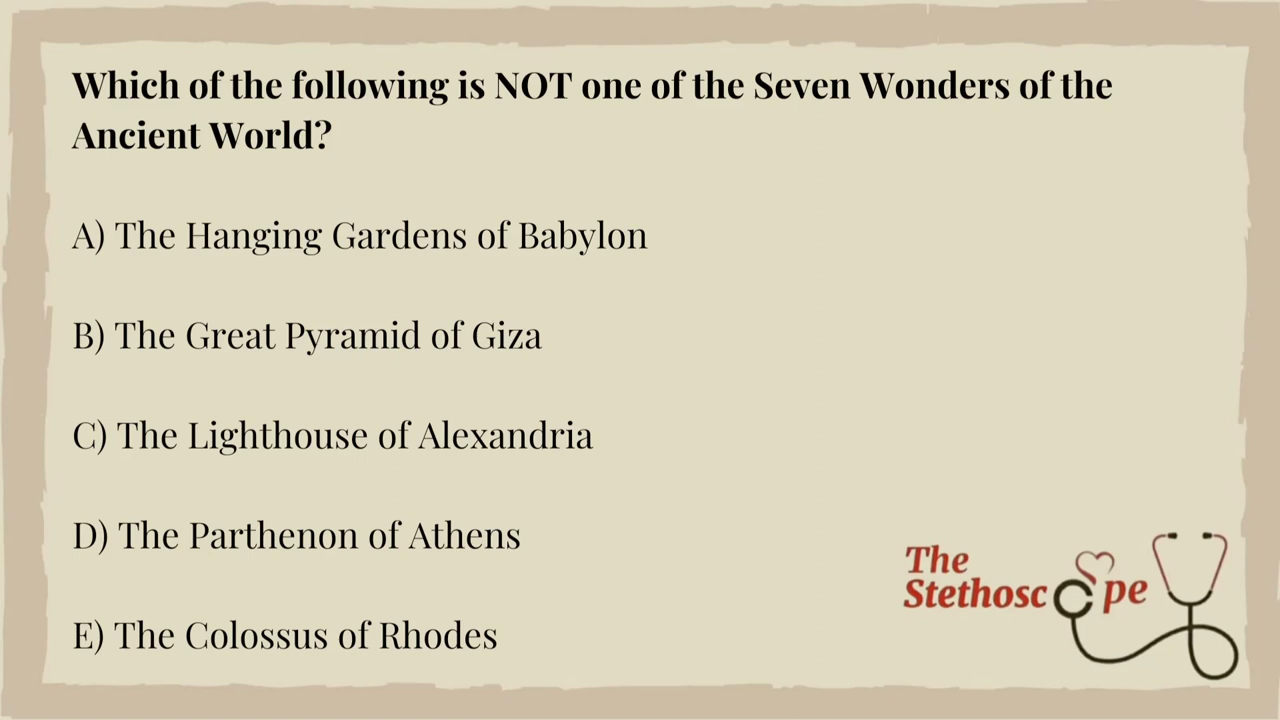 Which of the following is NOT one of the Seven Wonders of the
Ancient World?
A) The Hanging Gardens of Babylon
B) The Great Pyramid of Giza
C) The Lighthouse of Alexandria
D) The Parthenon of Athens
E) The Colossus of Rhodes
The
Stethoscope